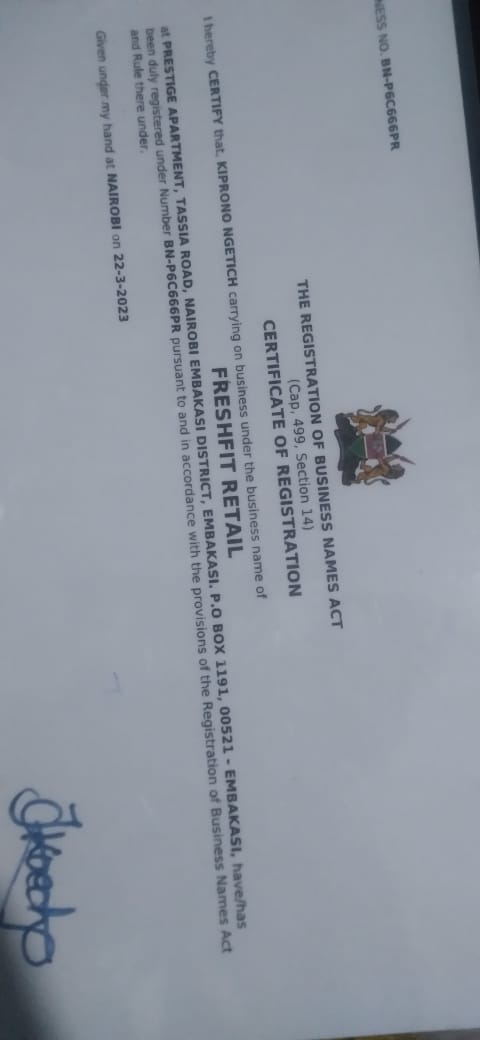 NESS NO. BN-P6C666PR
THE REGISTRATION OF BUSINESS NAMES ACT
(Cap. 499, Section 14)
CERTIFICATE OF REGISTRATION
I hereby CERTIFY that, KIPRONO NGETICH carrying on business under the business name of
FRESHFIT RETAIL
at PRESTIGE APARTMENT, TASSIA ROAD, NAIROBI EMBAKASI DISTRICT, EMBAKASI. P.O BOX 1191, 00521 - EMBAKASI, have/has
been duly registered under Number BN-P6C666PR pursuant to and in accordance with the provisions of the Registration of Business Names Act
and Rule there under.
Given under my hand at NAIROBI on 22-3-2023